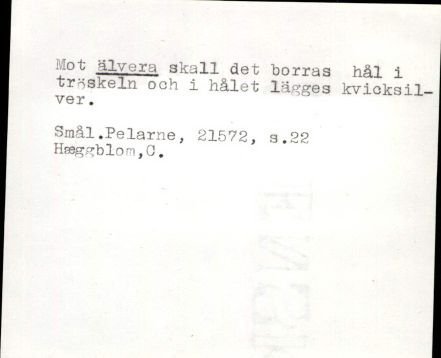 Mot älvera skall det borras hål i
tröskeln och i hålet lägges kvicksil-
ver.
Smål.Pelarne, 21572, s.22
Hæggblom,C.